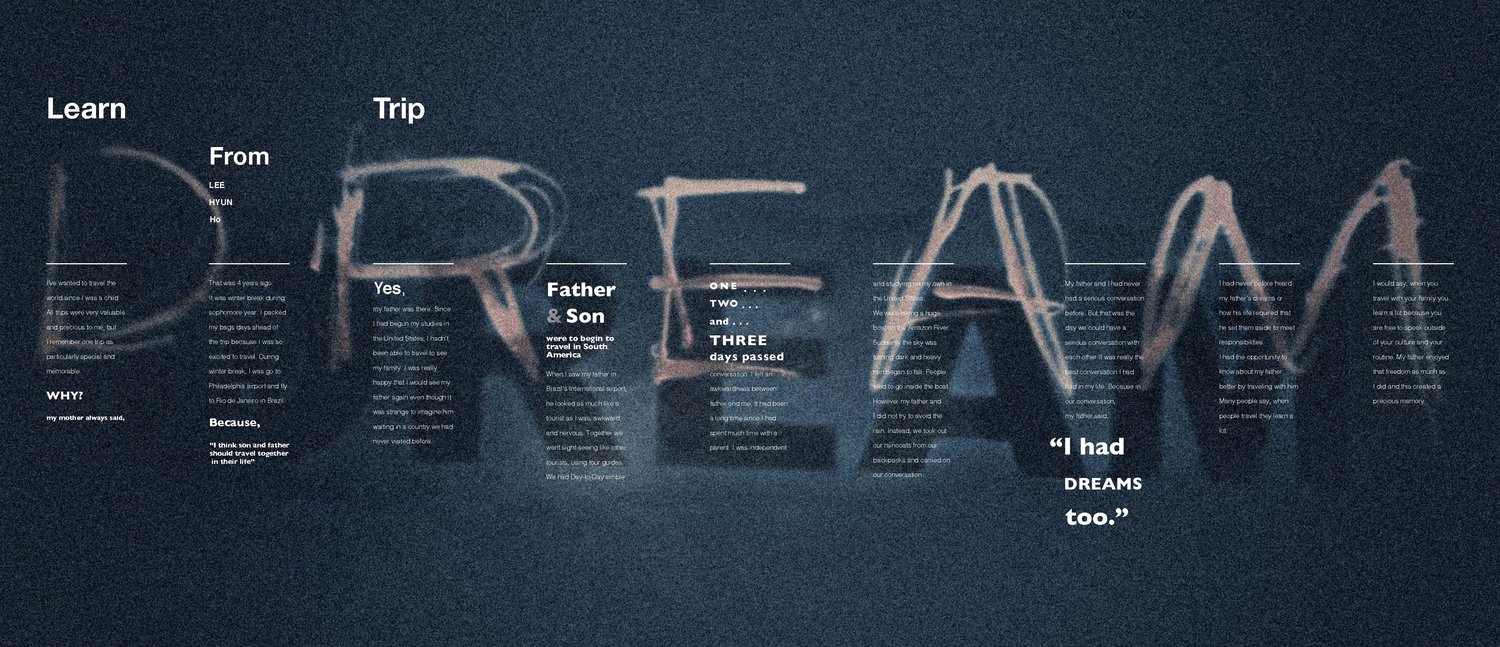 Learn
From
Trip
LEE
HYUN
Ho
DREAM
I've wanted to travel the
world since I was a child
All trips were very valuable
and precious to me, but
I remember one trip as
particularly special and
memorable.
WHY?
my mother always said,
That was 4 years ago.
It was winter break during
sophomore year. I packed
my bags days ahead of
the trip because I was so
excited to travel. During
winter break, I was go to
Philadelphia airport and fly
to Rio de Janeiro in Brazil.
Because,
“I think son and father
should travel together
in their life”
Yes,
my father was there. Since
I had begun my studies in
the United States, I hadn't
been able to travel to see
my family. I was really
happy that I would see my
father again even though it
was strange to imagine him
waiting in a country we had
never visited before.
Father
& Son
were to begin to
travel in South
America
When I saw my father in
Brazil's International airport,
he looked as much like a
tourist as I was, awkward
and nervous. Together we
went sight-seeing like other
tourists, using tour guides.
We had Day-to-Day simple
ONE . . .
TWO . . .
and . . .
THREE
days passed
conversation. I felt an
awkwardness between
father and me. It had been
a long time since I had
spent much time with a
parent. I was independent
and studying on my own in
the United States.
We were taking a huge
boat on the Amazon River
Suddenly the sky was
turning dark and heavy
rain began to fall. People
tried to go inside the boat.
However my father and
I did not try to avoid the
rain. Instead, we took out
our raincoats from our
backpacks and carried on
our conversation.
My father and I had never
had a serious conversation
before. But that was the
day we could have a
serious conversation with
each other. It was really the
best conversation I had
had in my life. Because in
our conversation,
my father said,
“I had
DREAMS
too.”
I had never before heard
my father's dreams or
how his life required that
he set them aside to meet
responsibilities.
I had the opportunity to
know about my father
better by traveling with him.
Many people say, when
people travel they learn a
lot.
I would say, when you
travel with your family you
learn a lot because you
are free to speak outside
of your culture and your
routine. My father enjoyed
that freedom as much as
I did and this created a
precious memory.